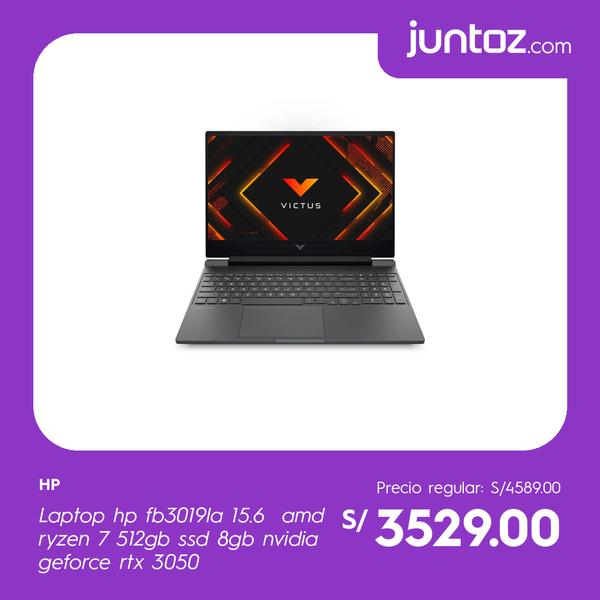 juntoz.com
VICTUS
HP
Laptop hp fb3019la 15.6 amd
ryzen 7 512gb ssd 8gb nvidia
geforce rtx 3050
Precio regular: S/4589.00
S/ 3529.00